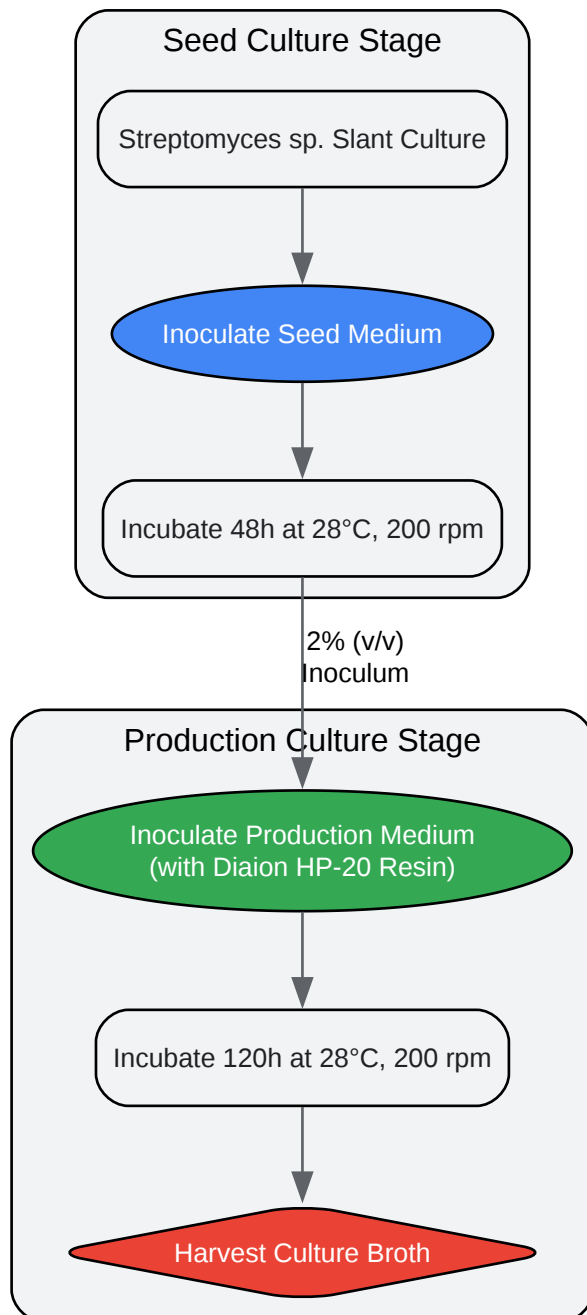 Seed Culture Stage
Streptomyces sp. Slant Culture
Inoculate Seed Medium
Incubate 48h at 28°C, 200 rpm
2% (v/v)
Inoculum
Production Culture Stage
Inoculate Production Medium
(with Diaion HP-20 Resin)
Incubate 120h at 28°C, 200 rpm
Harvest Culture Broth